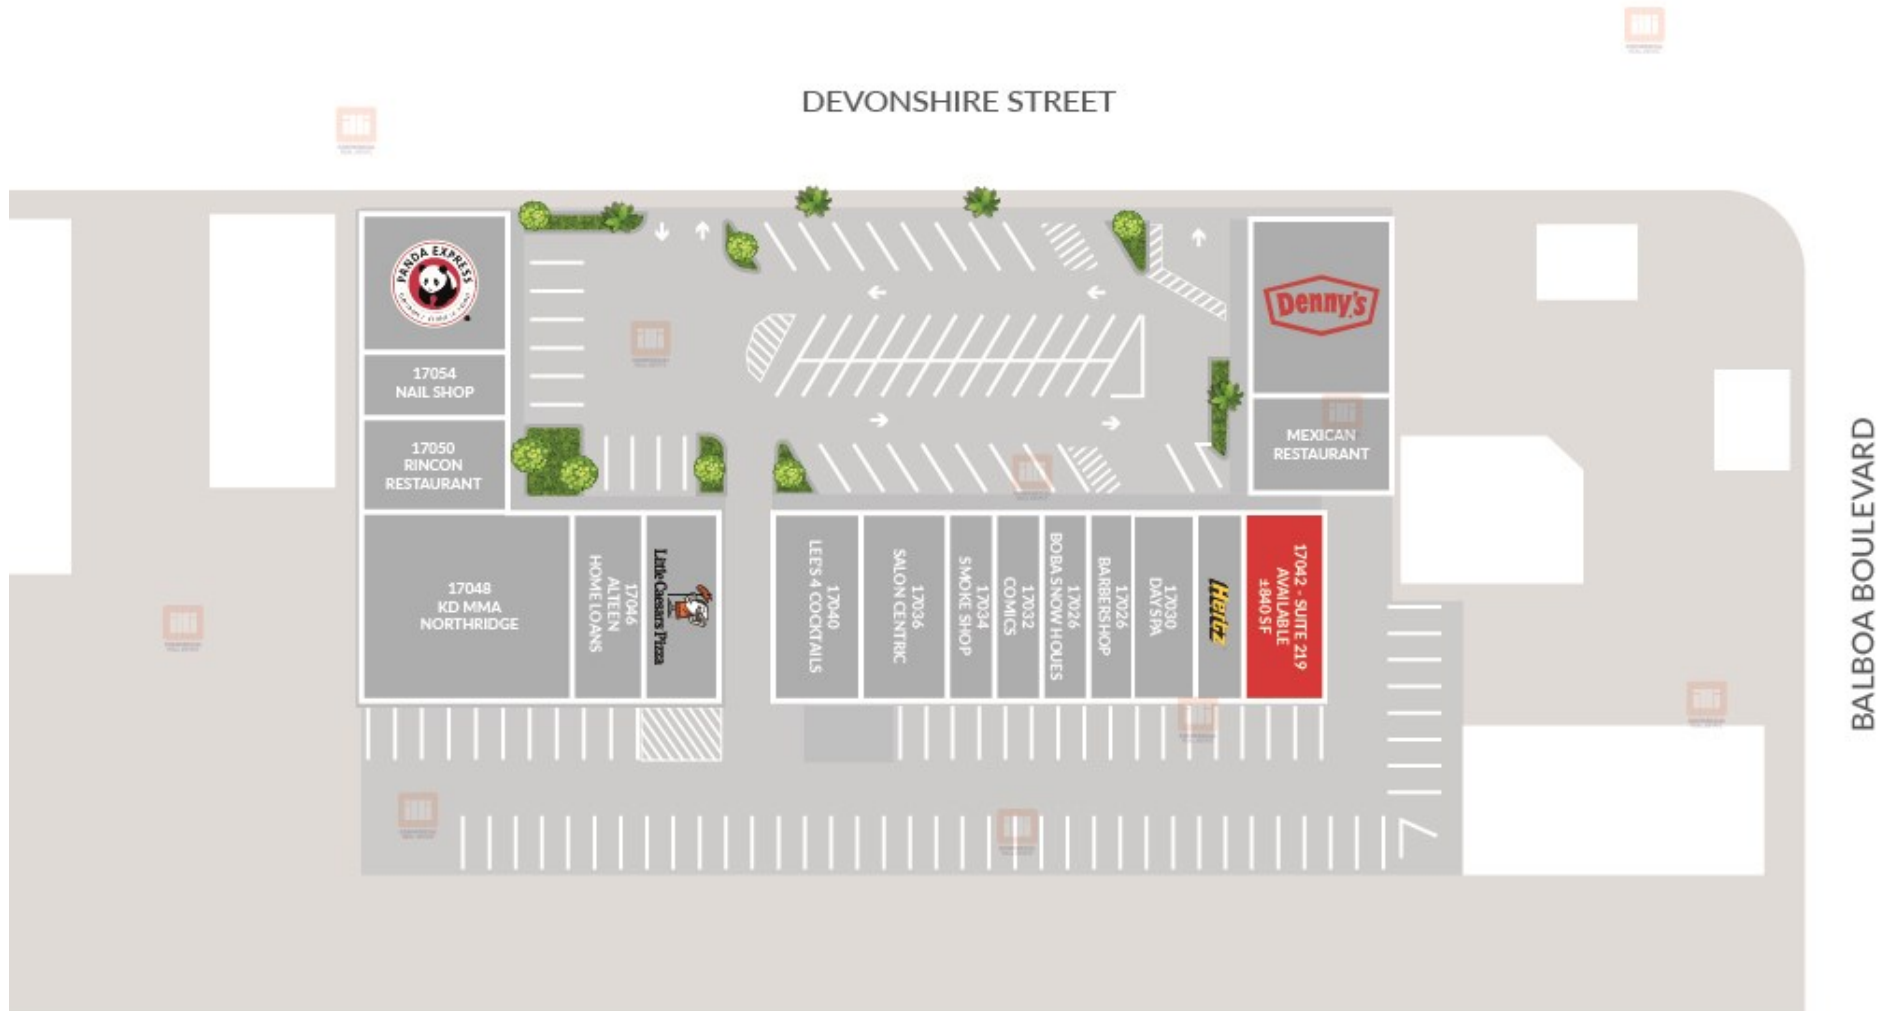 DEVONSHIRE STREET
PANDA EXPRESS
Denny's
17054
NAIL SHOP
17050
RINCON
RESTAURANT
MEXICAN
RESTAURANT
17048
KD MMA
NORTHRIDGE
17046
ALTEEN
HOME LOANS
Little Caesars Pizza
17040
LEE'S 4 COCKTAILS
17036
SALON CENTRIC
17034
SMOKE SHOP
17032
COMICS
17026
BOBA SNOW HOUES
17026
BARBERSHOP
17030
DAY SPA
Hertz
17042 - SUITE 219
AVAILABLE
±840 SF
BALBOA BOULEVARD